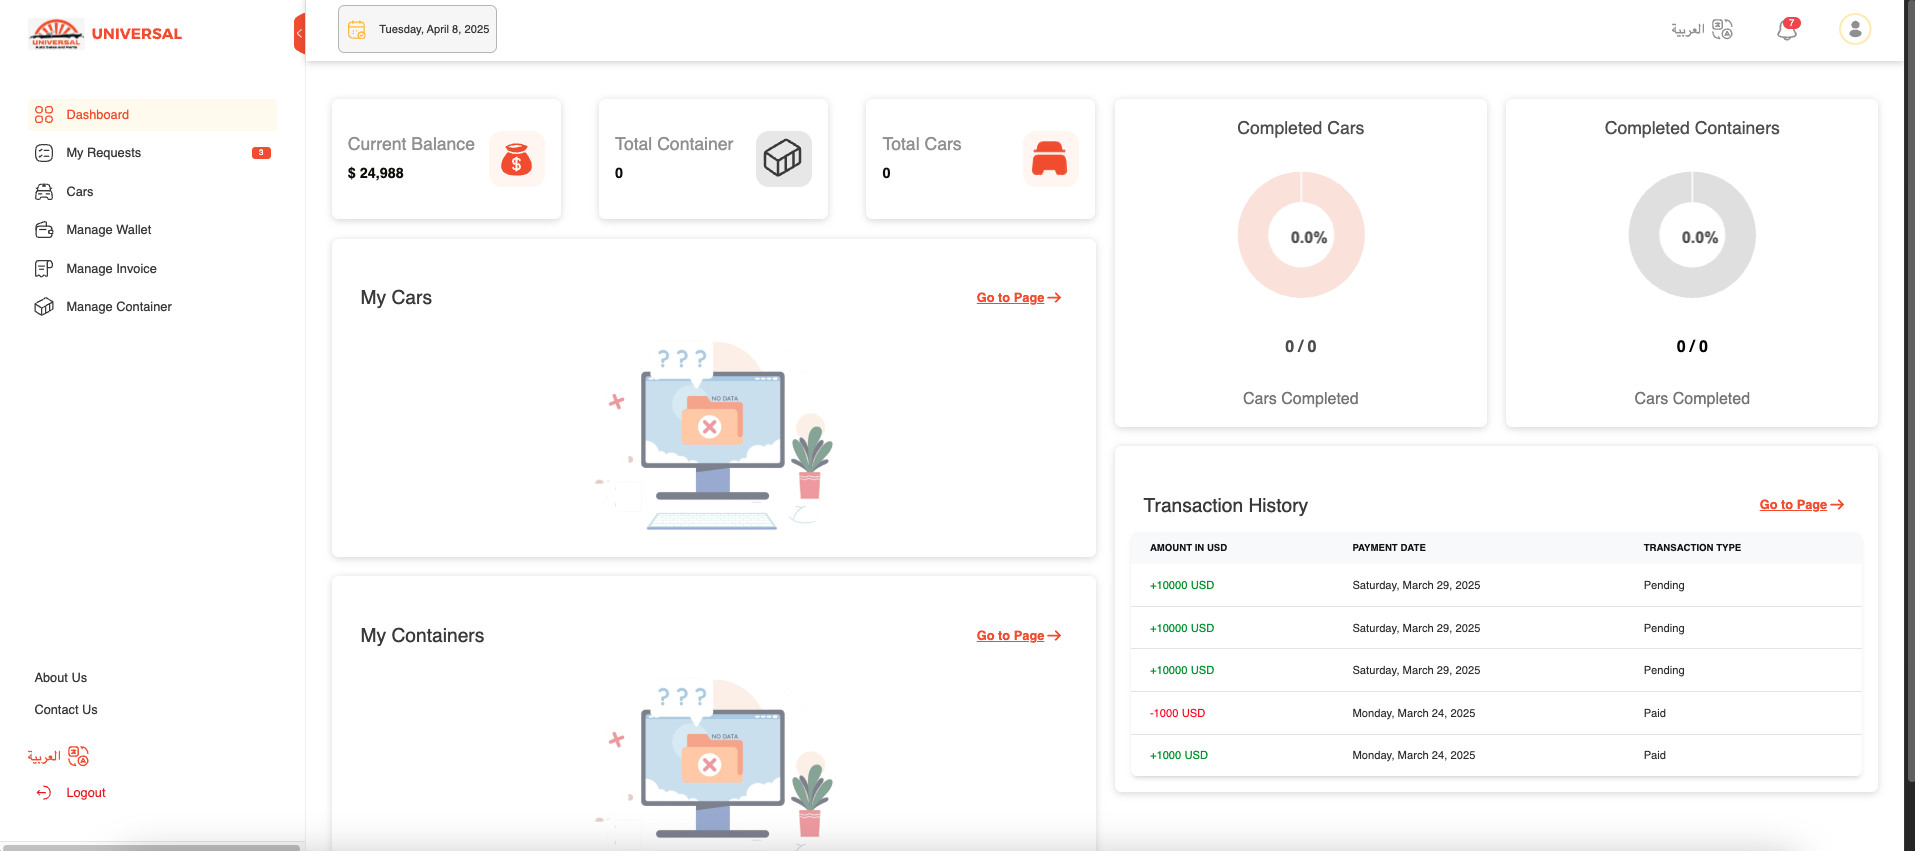 UNIVERSAL
UNIVERSAL
Tuesday, April 8, 2025
العربية
7
Dashboard
My Requests
3
Cars
Manage Wallet
Manage Invoice
Manage Container
About Us
Contact Us
العربية
Logout
Current Balance
$ 24,988
$
Total Container
0
Total Cars
0
My Cars
Go to Page
? ? ?
NO DATA
My Containers
Go to Page
? ? ?
NO DATA
Completed Cars
0.0%
0 / 0
Cars Completed
Completed Containers
0.0%
0 / 0
Cars Completed
Transaction History
Go to Page
AMOUNT IN USD PAYMENT DATE TRANSACTION TYPE
+10000 USD Saturday, March 29, 2025 Pending
+10000 USD Saturday, March 29, 2025 Pending
+10000 USD Saturday, March 29, 2025 Pending
-1000 USD Monday, March 24, 2025 Paid
+1000 USD Monday, March 24, 2025 Paid